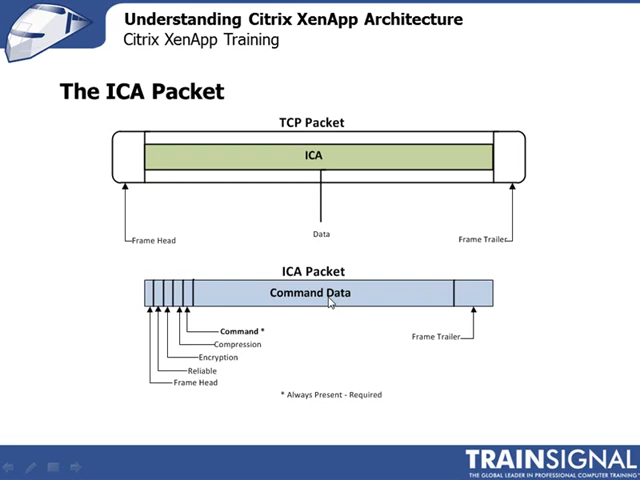 Understanding Citrix XenApp Architecture
Citrix XenApp Training
The ICA Packet
TCP Packet
ICA
Data
Frame Head
Frame Trailer
ICA Packet
Command Data
Command *
Frame Trailer
Compression
Encryption
Reliable
Frame Head
* Always Present - Required
TRAINSIGNAL
THE GLOBAL LEADER IN PROFESSIONAL COMPUTER TRAINING